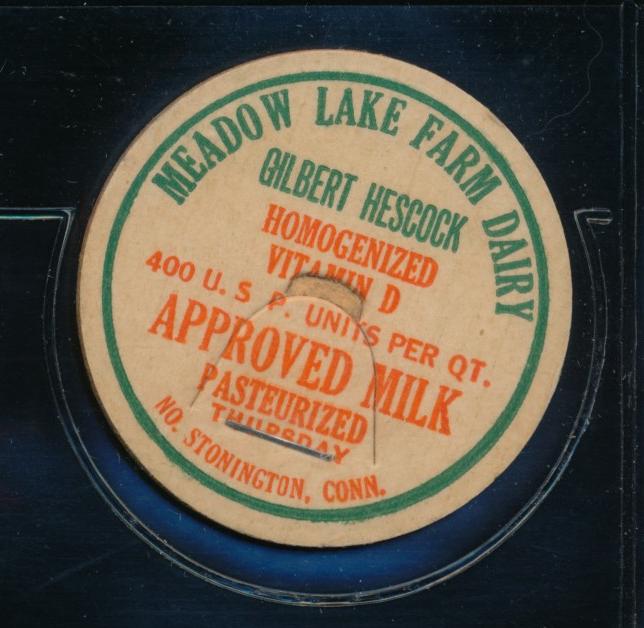 MEADOW LAKE FARM DAIRY
GILBERT HESCOCK
HOMOGENIZED
VITAMIN D
400 U. S P. UNITS PER QT.
APPROVED MILK
PASTEURIZED
THURSDAY
NO. STONINGTON, CONN.